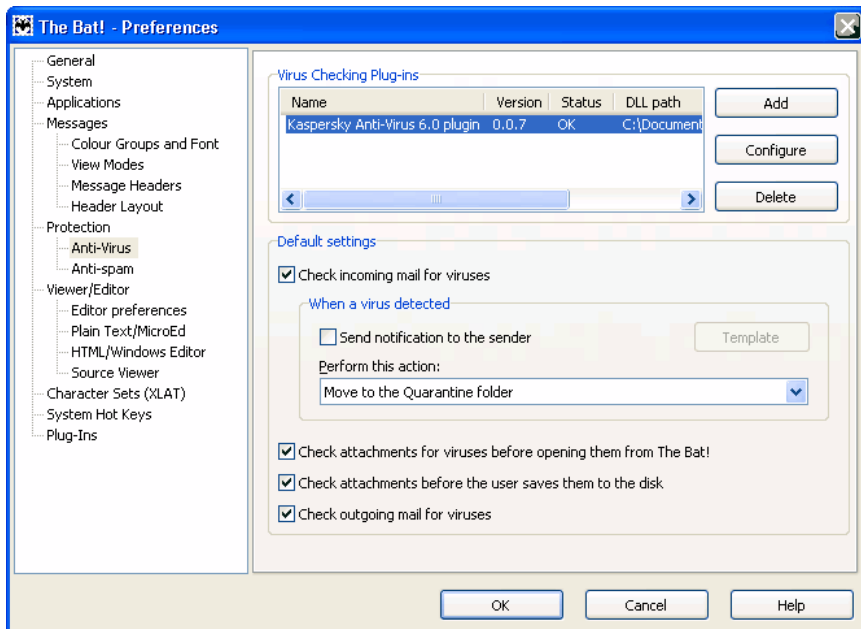 The Bat! - Preferences
General
System
Applications
Messages
Colour Groups and Font
View Modes
Message Headers
Header Layout
Protection
Anti-Virus
Anti-spam
Viewer/Editor
Editor preferences
Plain Text/MicroEd
HTML/Windows Editor
Source Viewer
Character Sets (XLAT)
System Hot Keys
Plug-Ins
Virus Checking Plug-ins
Name Version Status DLL path
Kaspersky Anti-Virus 6.0 plugin 0.0.7 OK C:\Document
Add
Configure
Delete
Default settings
Check incoming mail for viruses
When a virus detected
Send notification to the sender
Template
Perform this action:
Move to the Quarantine folder
Check attachments for viruses before opening them from The Bat!
Check attachments before the user saves them to the disk
Check outgoing mail for viruses
OK Cancel Help